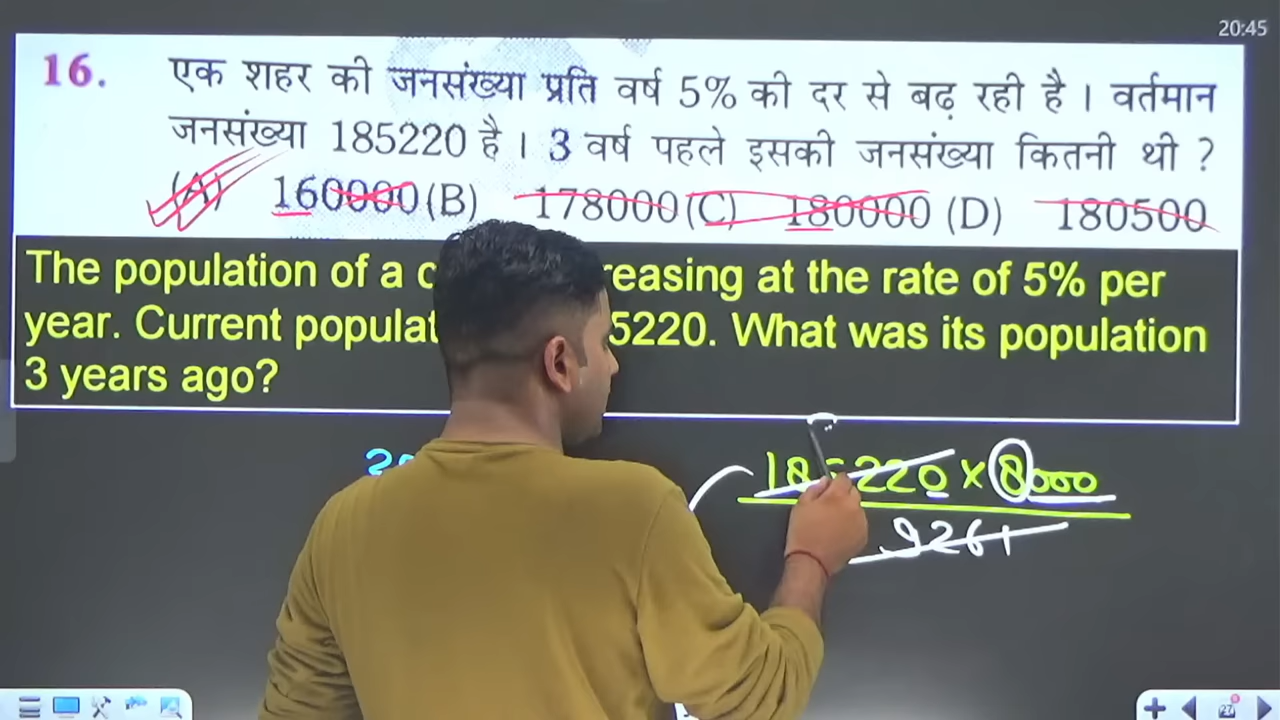 20:45
16. एक शहर की जनसंख्या प्रति वर्ष 5% की दर से बढ़ रही है । वर्तमान
जनसंख्या 185220 है । 3 वर्ष पहले इसकी जनसंख्या कितनी थी ?
(A) 160000 (B) 178000 (C) 180000 (D) 180500
The population of a reasing at the rate of 5% per
year. Current populat 5220. What was its population
3 years ago?
185220 × 8000
9261
27